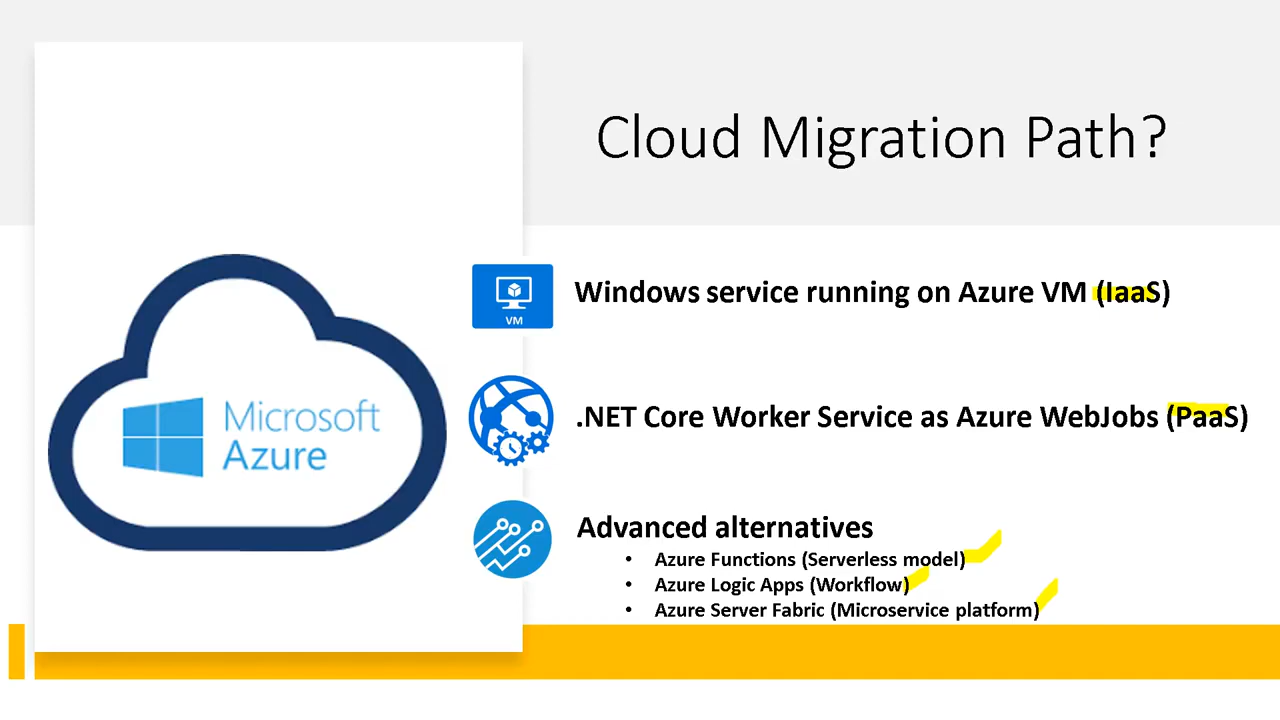 Cloud Migration Path?
VM
Windows service running on Azure VM (IaaS)
Microsoft
Azure
.NET Core Worker Service as Azure WebJobs (PaaS)
Advanced alternatives
• Azure Functions (Serverless model)
• Azure Logic Apps (Workflow)
• Azure Server Fabric (Microservice platform)